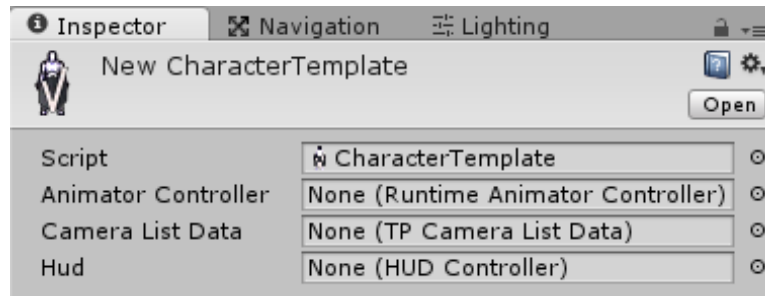 Inspector Navigation Lighting
New CharacterTemplate
Open
Script CharacterTemplate
Animator Controller None (Runtime Animator Controller)
Camera List Data None (TP Camera List Data)
Hud None (HUD Controller)